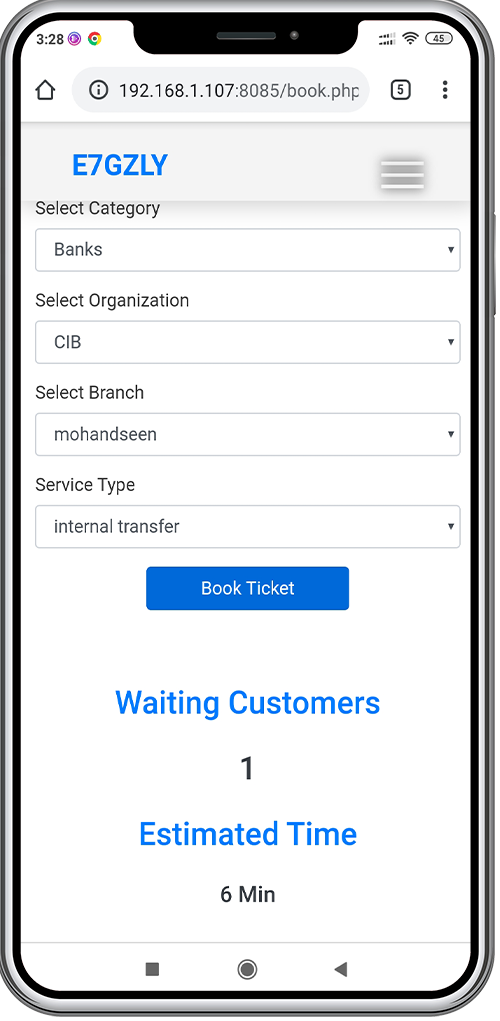 3:28
45
192.168.1.107:8085/book.php
5
E7GZLY
Select Category
Banks
Select Organization
CIB
Select Branch
mohandseen
Service Type
internal transfer
Book Ticket
Waiting Customers
1
Estimated Time
6 Min